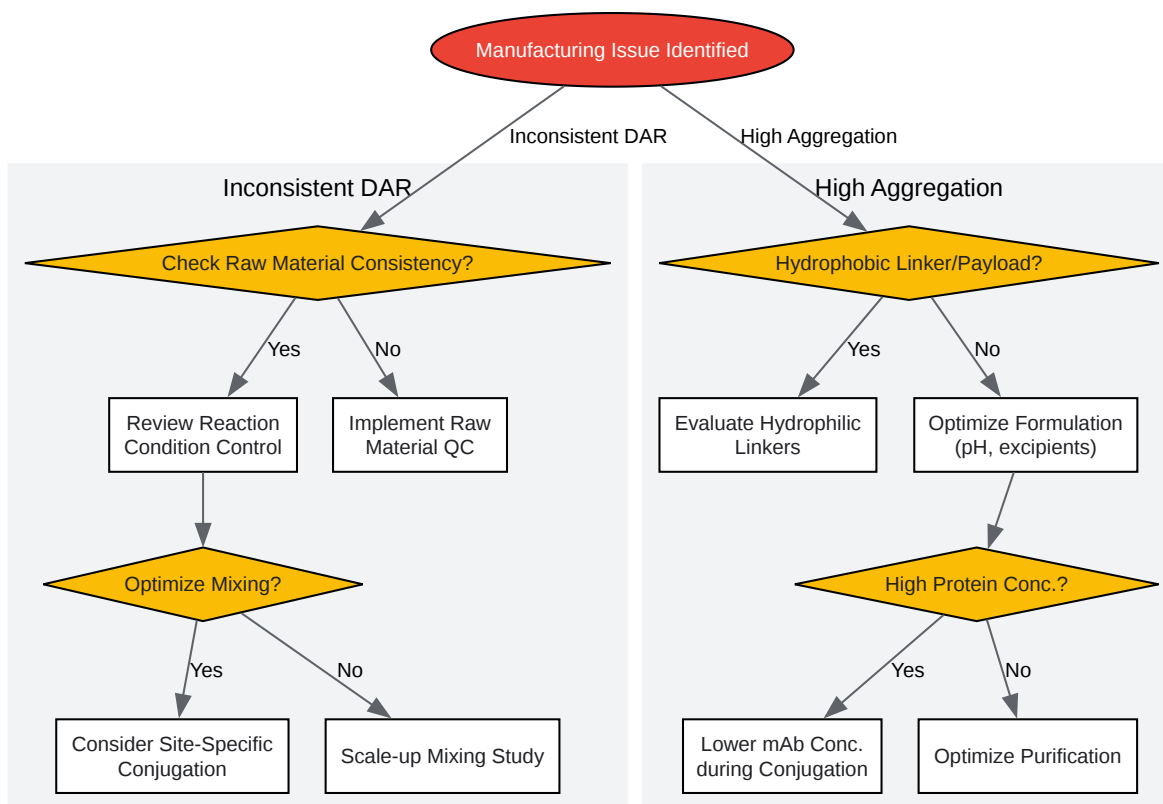 Manufacturing Issue Identified
Inconsistent DAR
High Aggregation
Inconsistent DAR
High Aggregation
Check Raw Material Consistency?
Hydrophobic Linker/Payload?
Yes
No
Yes
No
Review Reaction
Condition Control
Implement Raw
Material QC
Evaluate Hydrophilic
Linkers
Optimize Formulation
(pH, excipients)
Optimize Mixing?
High Protein Conc.?
Yes
No
Yes
No
Consider Site-Specific
Conjugation
Scale-up Mixing Study
Lower mAb Conc.
during Conjugation
Optimize Purification